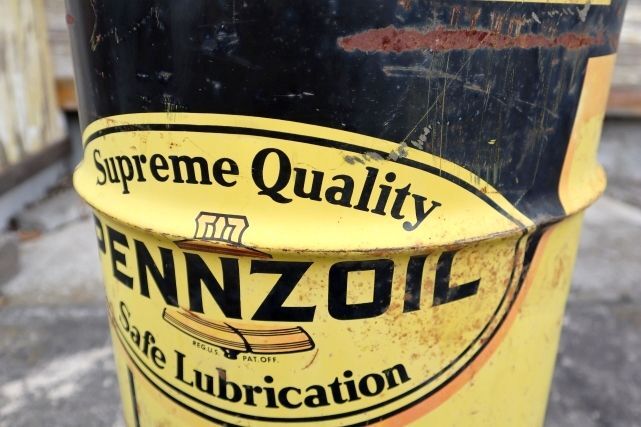 Supreme Quality
PENNZOIL
REG. U.S. PAT. OFF.
Safe Lubrication